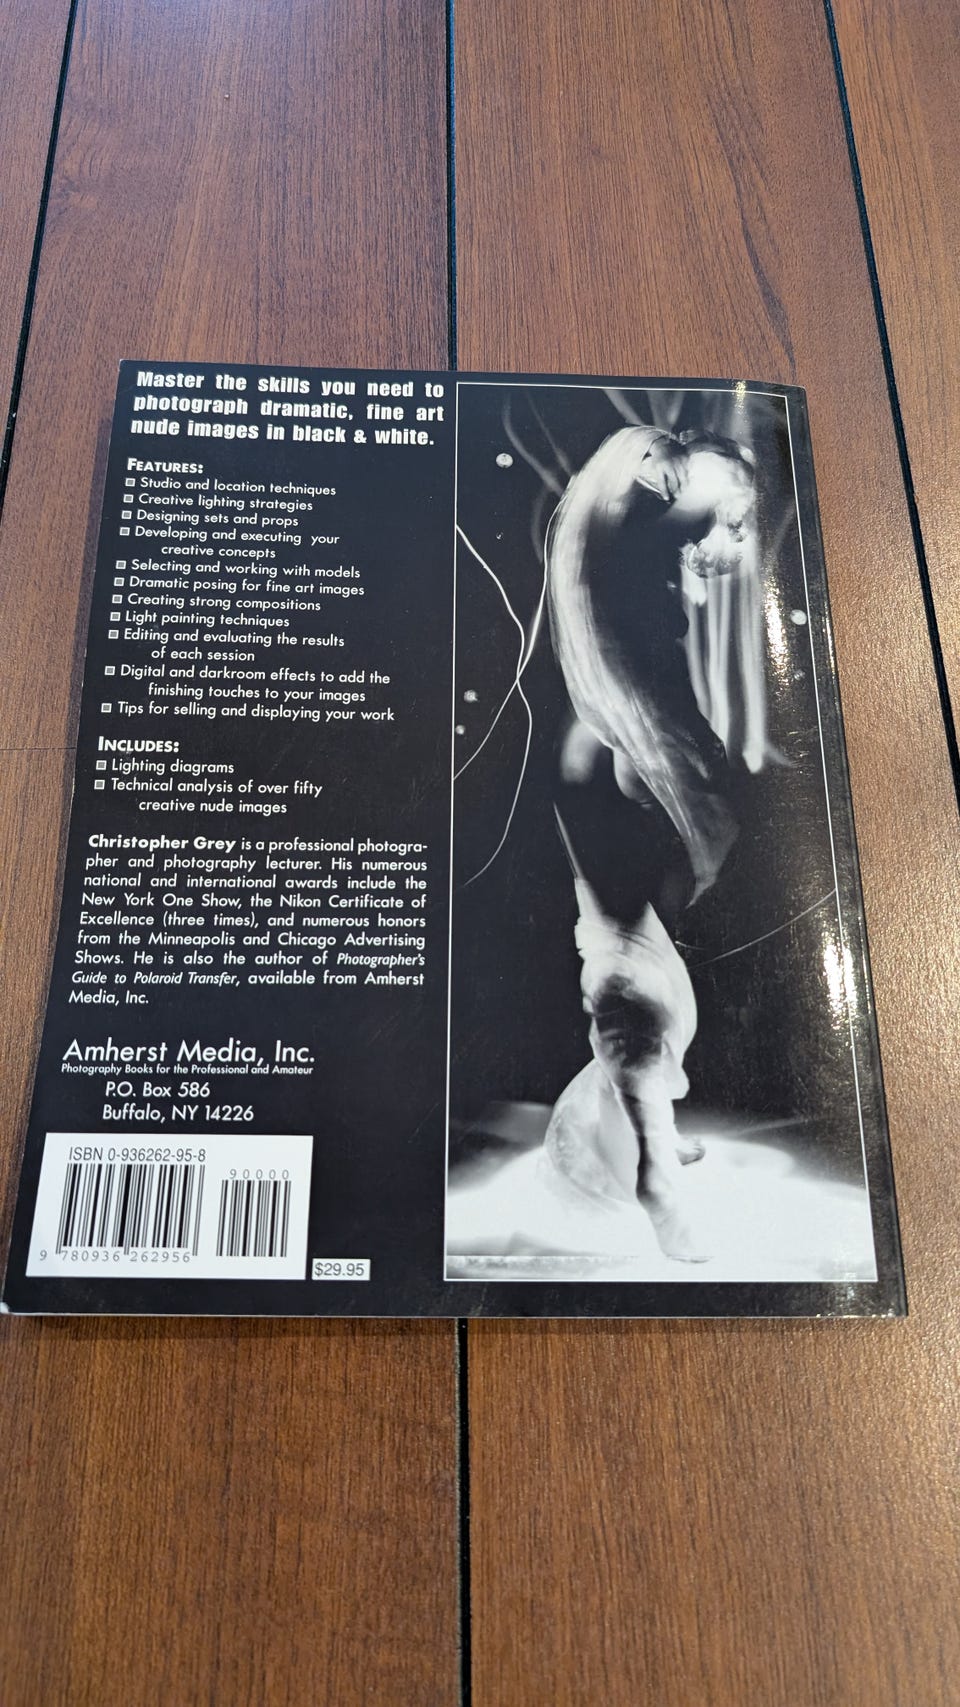 Master the skills you need to
photograph dramatic, fine art
nude images in black & white.
FEATURES:
Studio and location techniques
Creative lighting strategies
Designing sets and props
Developing and executing your
creative concepts
Selecting and working with models
Dramatic posing for fine art images
Creating strong compositions
Light painting techniques
Editing and evaluating the results
of each session
Digital and darkroom effects to add the
finishing touches to your images
Tips for selling and displaying your work
INCLUDES:
Lighting diagrams
Technical analysis of over fifty
creative nude images
Christopher Grey is a professional photogra-
pher and photography lecturer. His numerous
national and international awards include the
New York One Show, the Nikon Certificate of
Excellence (three times), and numerous honors
from the Minneapolis and Chicago Advertising
Shows. He is also the author of Photographer's
Guide to Polaroid Transfer, available from Amherst
Media, Inc.
Amherst Media, Inc.
Photography Books for the Professional and Amateur
P.O. Box 586
Buffalo, NY 14226
ISBN 0-936262-95-8
90000
9 780936 262956
$29.95